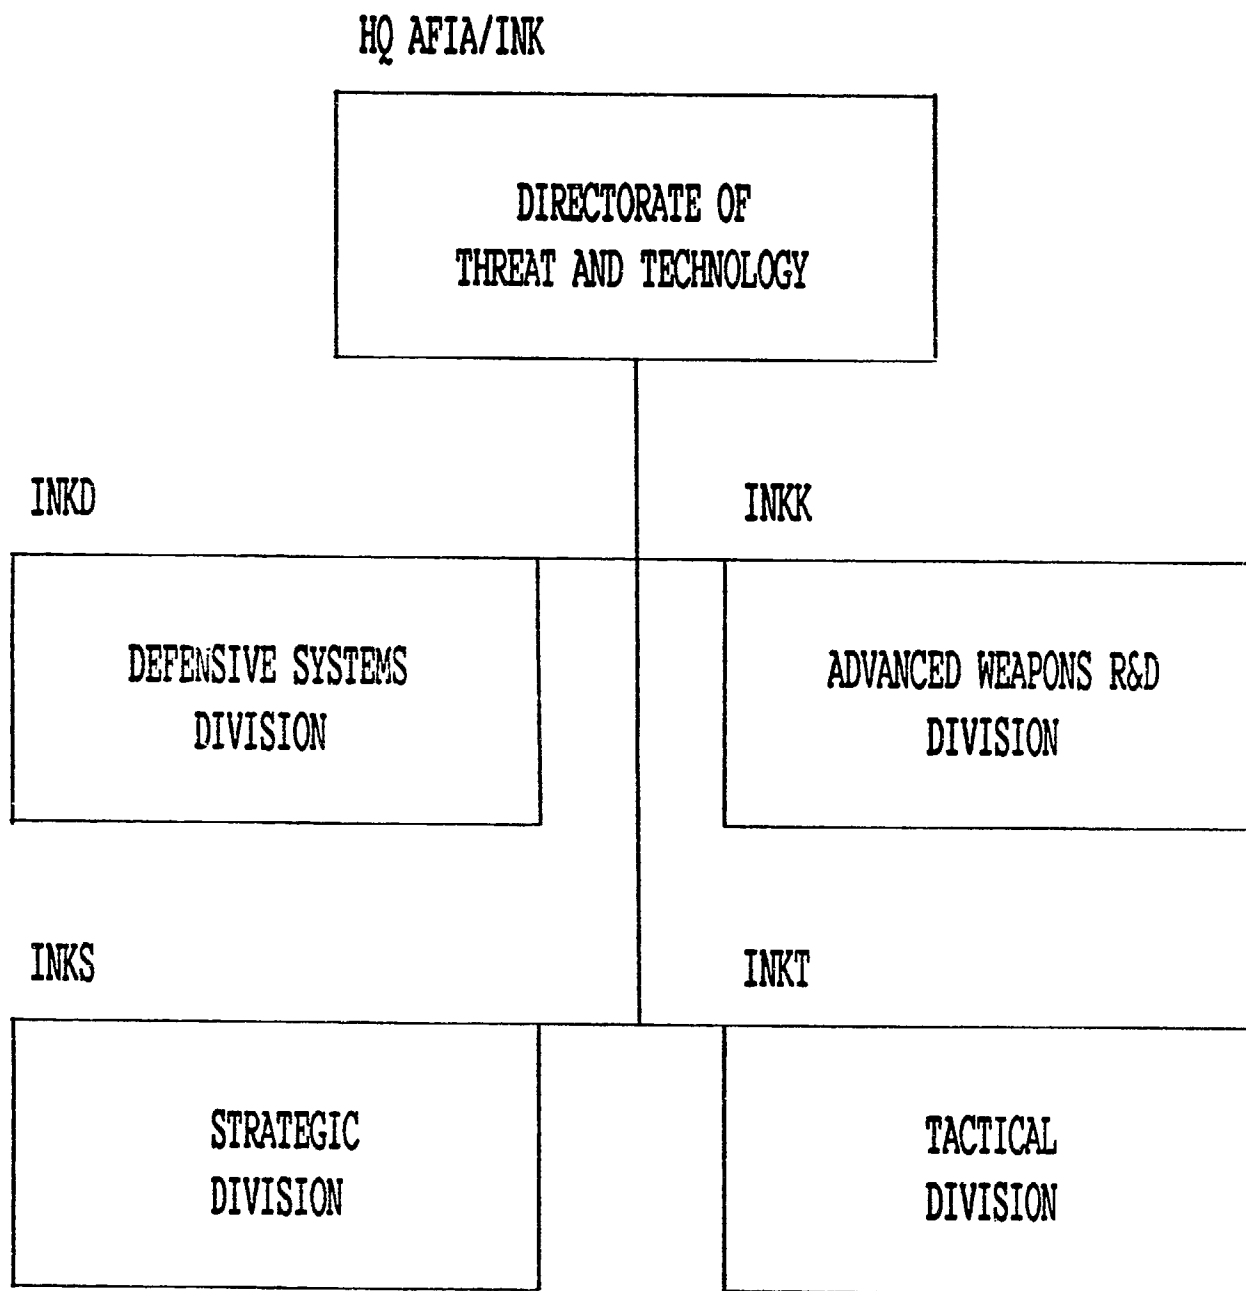 HQ AFIA/INK
DIRECTORATE OF
THREAT AND TECHNOLOGY
INKD
INKK
DEFENSIVE SYSTEMS
DIVISION
ADVANCED WEAPONS R&D
DIVISION
INKS
INKT
STRATEGIC
DIVISION
TACTICAL
DIVISION